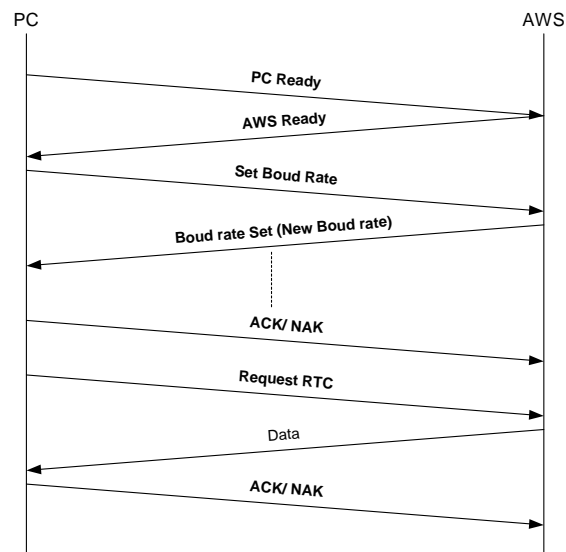 PC
AWS
PC Ready
AWS Ready
Set Boud Rate
Boud rate Set (New Boud rate)
ACK/ NAK
Request RTC
Data
ACK/ NAK